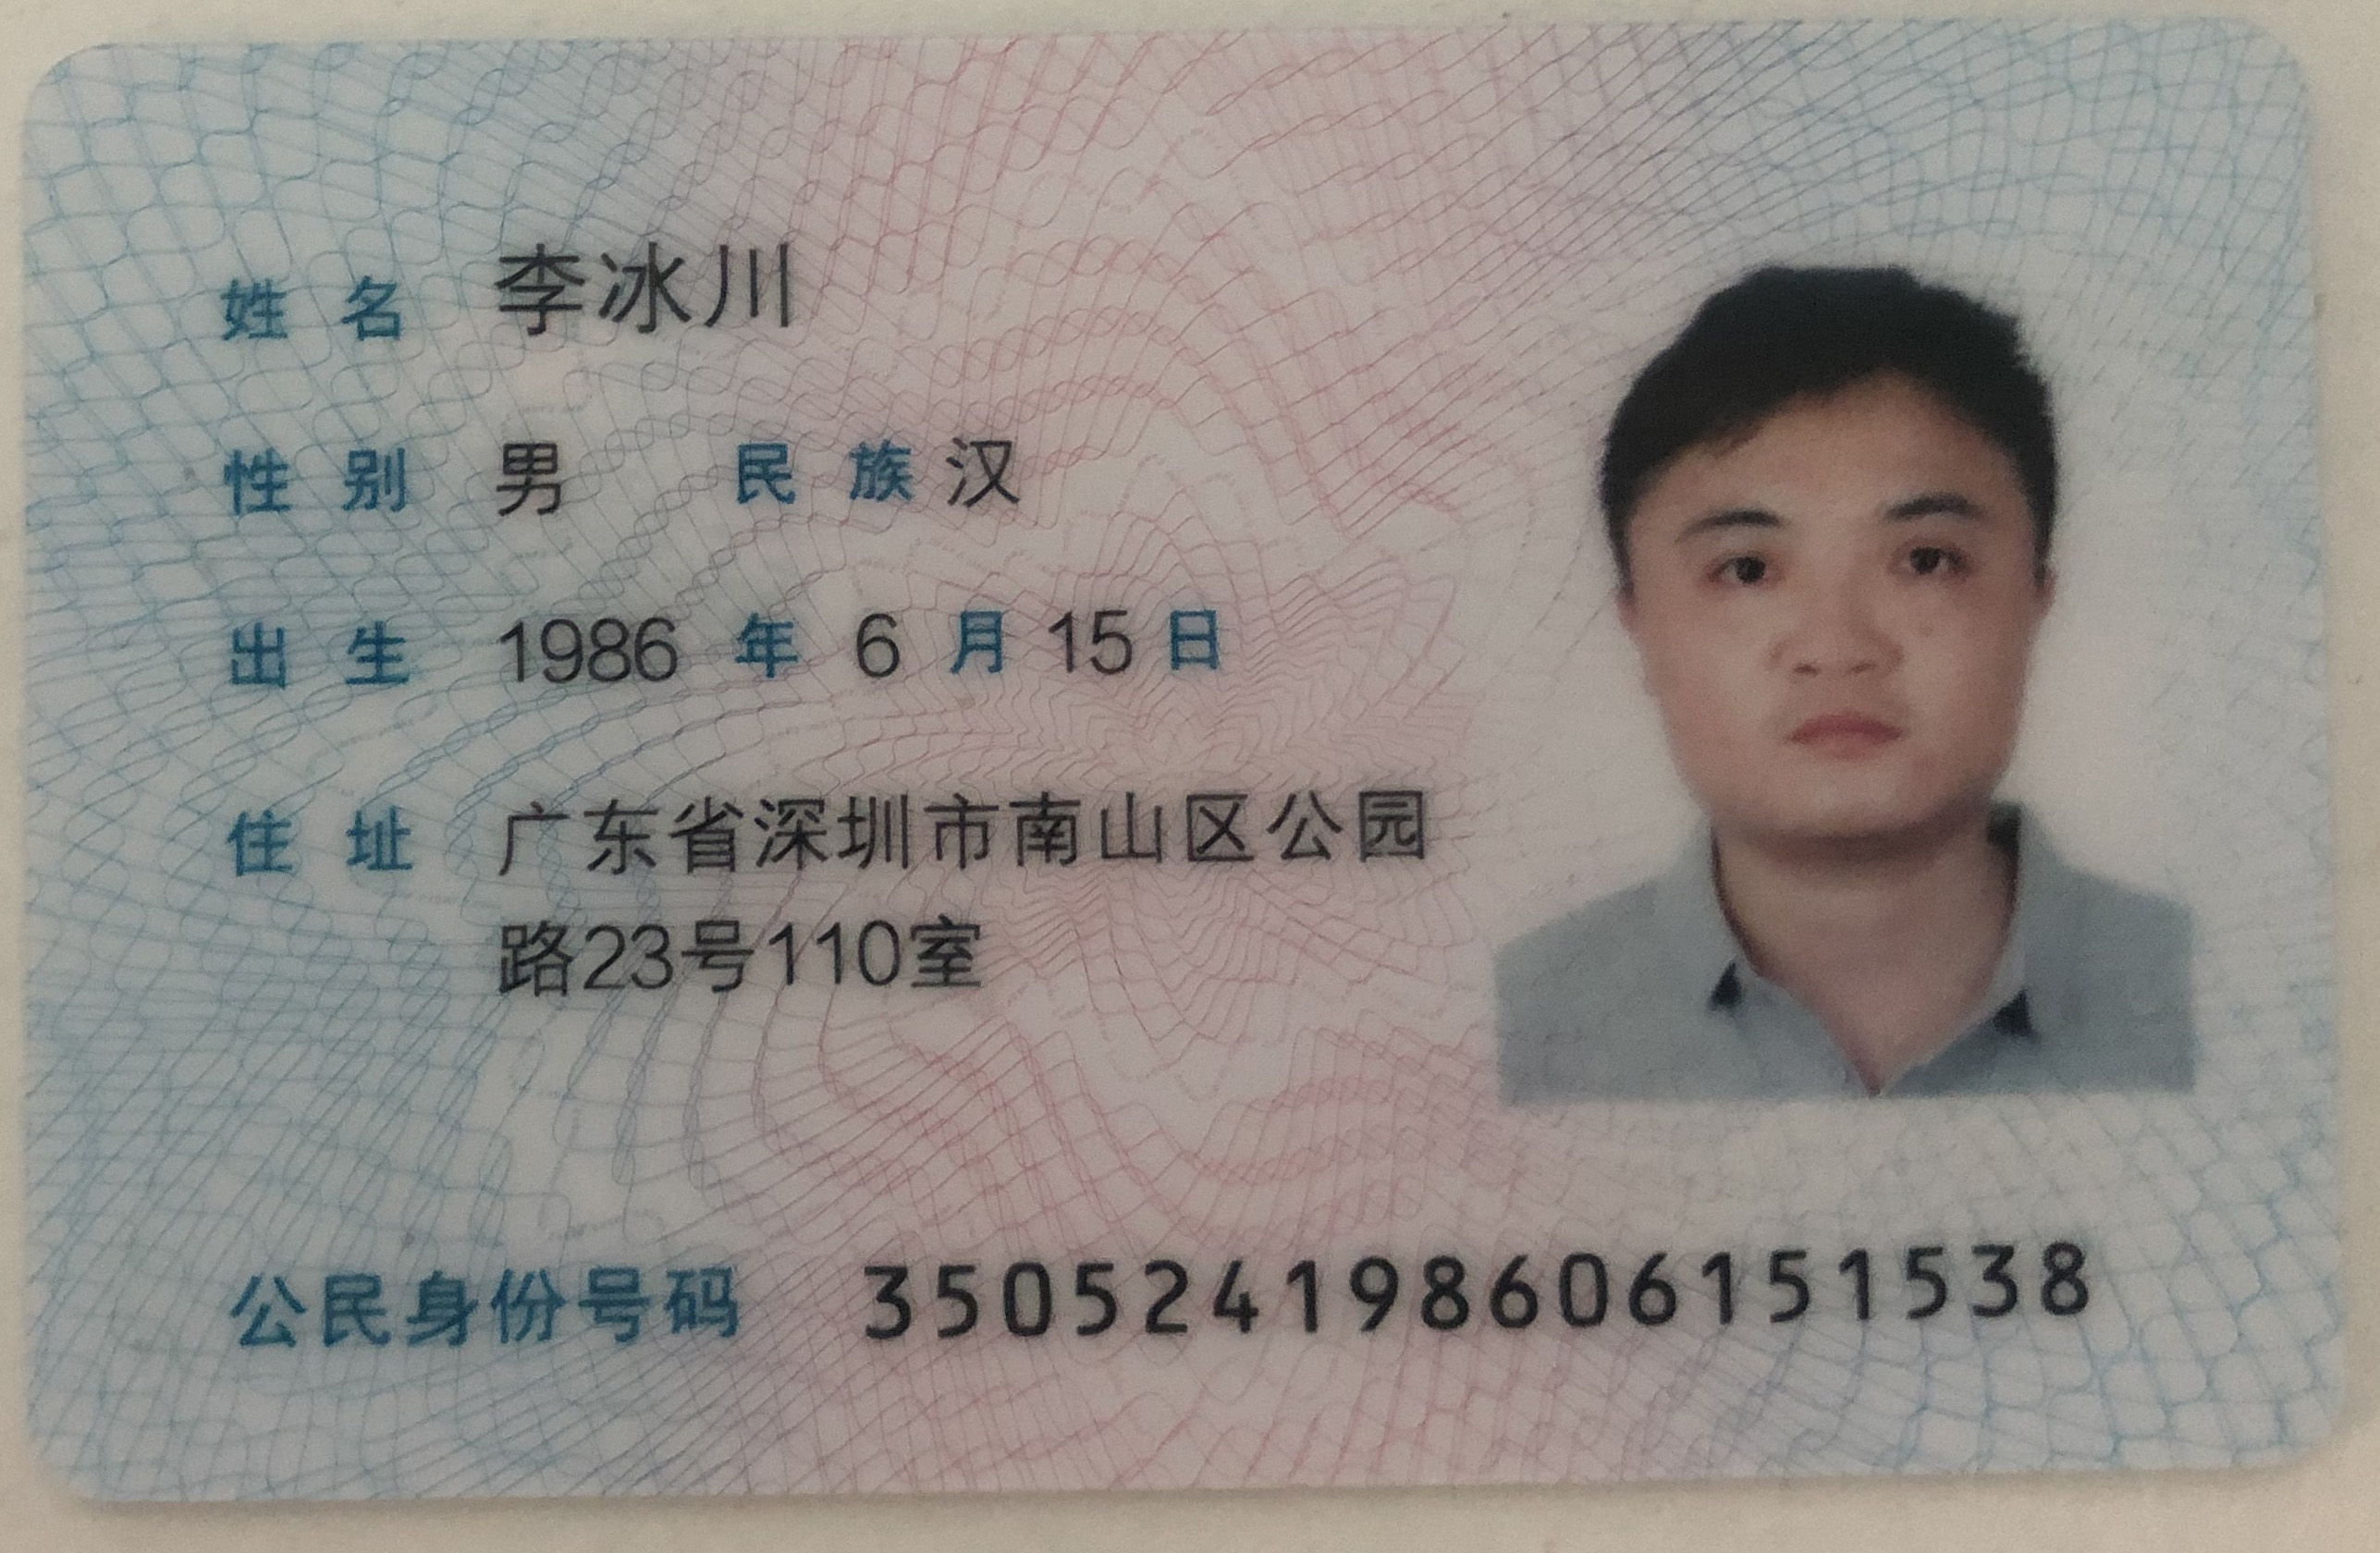 姓名 李冰川
性别 男 民族 汉
出生 1986 年 6 月 15 日
住址 广东省深圳市南山区公园
路23号110室
公民身份号码 350524198606151538